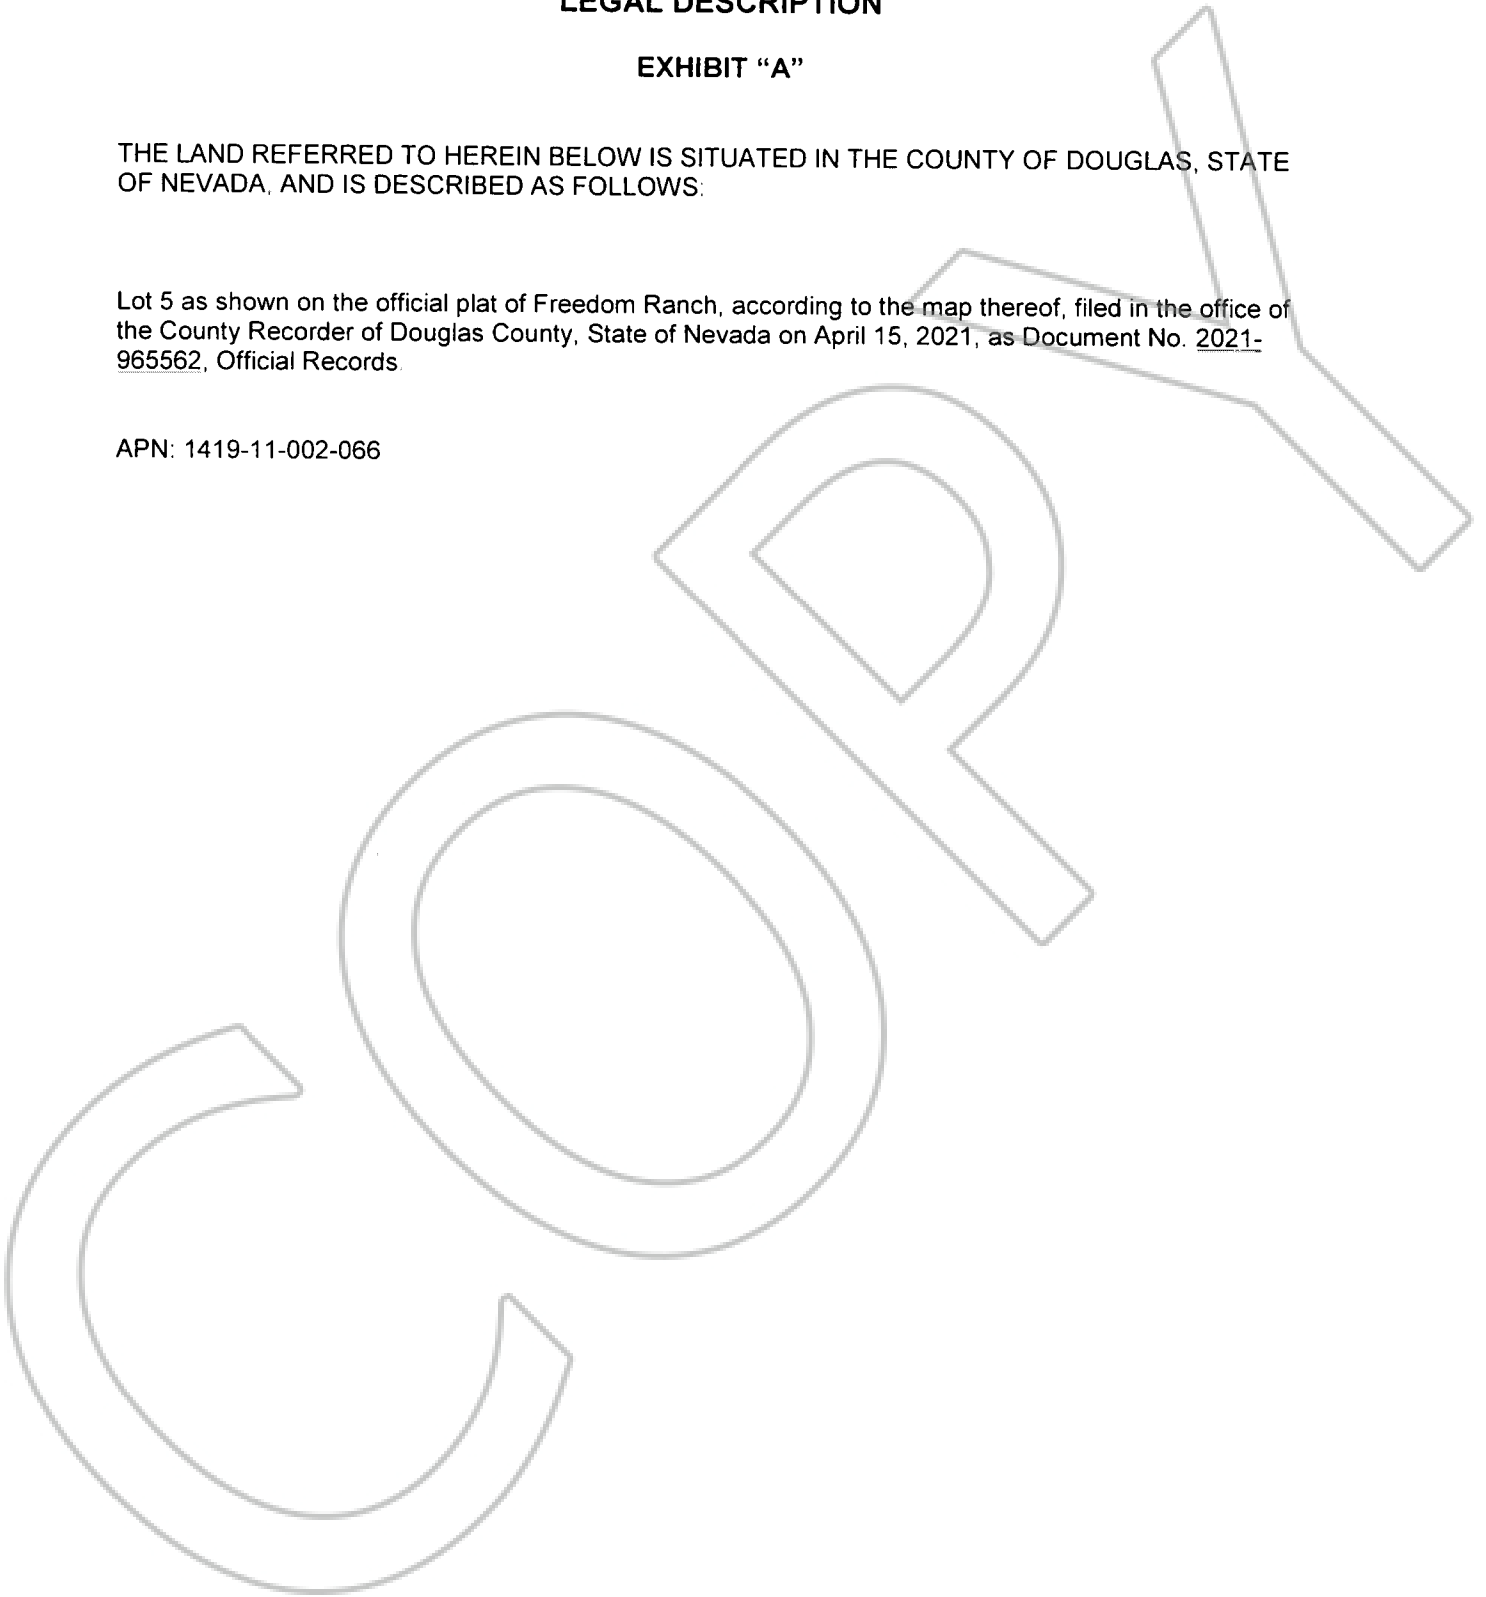 LEGAL DESCRIPTION
EXHIBIT “A”
THE LAND REFERRED TO HEREIN BELOW IS SITUATED IN THE COUNTY OF DOUGLAS, STATE
OF NEVADA, AND IS DESCRIBED AS FOLLOWS:
Lot 5 as shown on the official plat of Freedom Ranch, according to the map thereof, filed in the office of
the County Recorder of Douglas County, State of Nevada on April 15, 2021, as Document No. 2021-
965562, Official Records.
APN: 1419-11-002-066
COPY